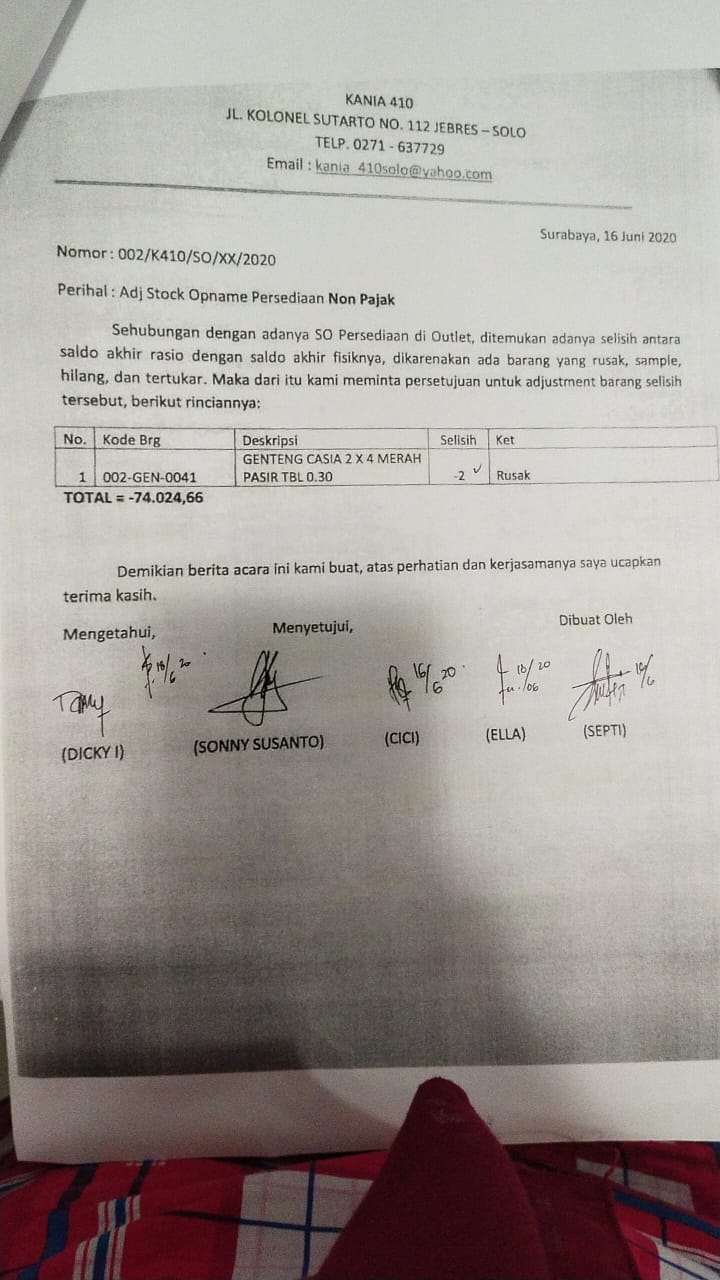 KANIA 410
JL. KOLONEL SUTARTO NO. 112 JEBRES – SOLO
TELP. 0271 - 637729
Email : kania_410solo@yahoo.com
Surabaya, 16 Juni 2020
Nomor : 002/K410/SO/XX/2020
Perihal : Adj Stock Opname Persediaan Non Pajak
Sehubungan dengan adanya SO Persediaan di Outlet, ditemukan adanya selisih antara
saldo akhir rasio dengan saldo akhir fisiknya, dikarenakan ada barang yang rusak, sample,
hilang, dan tertukar. Maka dari itu kami meminta persetujuan untuk adjustment barang selisih
tersebut, berikut rinciannya:
No. Kode Brg Deskripsi Selisih Ket
GENTENG CASIA 2 X 4 MERAH
1 002-GEN-0041 PASIR TBL 0.30 -2 Rusak
TOTAL = -74.024,66
Demikian berita acara ini kami buat, atas perhatian dan kerjasamanya saya ucapkan
terima kasih.
Mengetahui, Menyetujui, Dibuat Oleh
16/6 20 16/6
(DICKY I) (SONNY SUSANTO) (CICI) (ELLA) (SEPTI)